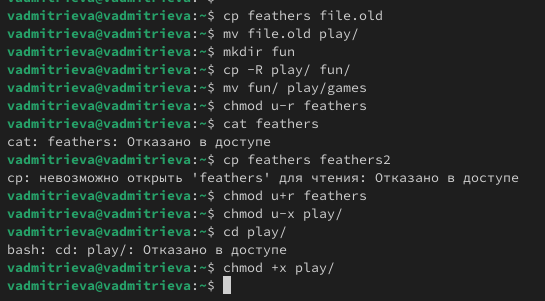 vadmitrieva@vadmitrieva:~$ cp feathers file.old
vadmitrieva@vadmitrieva:~$ mv file.old play/
vadmitrieva@vadmitrieva:~$ mkdir fun
vadmitrieva@vadmitrieva:~$ cp -R play/ fun/
vadmitrieva@vadmitrieva:~$ mv fun/ play/games
vadmitrieva@vadmitrieva:~$ chmod u-r feathers
vadmitrieva@vadmitrieva:~$ cat feathers
cat: feathers: Отказано в доступе
vadmitrieva@vadmitrieva:~$ cp feathers feathers2
cp: невозможно открыть 'feathers' для чтения: Отказано в доступе
vadmitrieva@vadmitrieva:~$ chmod u+r feathers
vadmitrieva@vadmitrieva:~$ chmod u-x play/
vadmitrieva@vadmitrieva:~$ cd play/
bash: cd: play/: Отказано в доступе
vadmitrieva@vadmitrieva:~$ chmod +x play/
vadmitrieva@vadmitrieva:~$